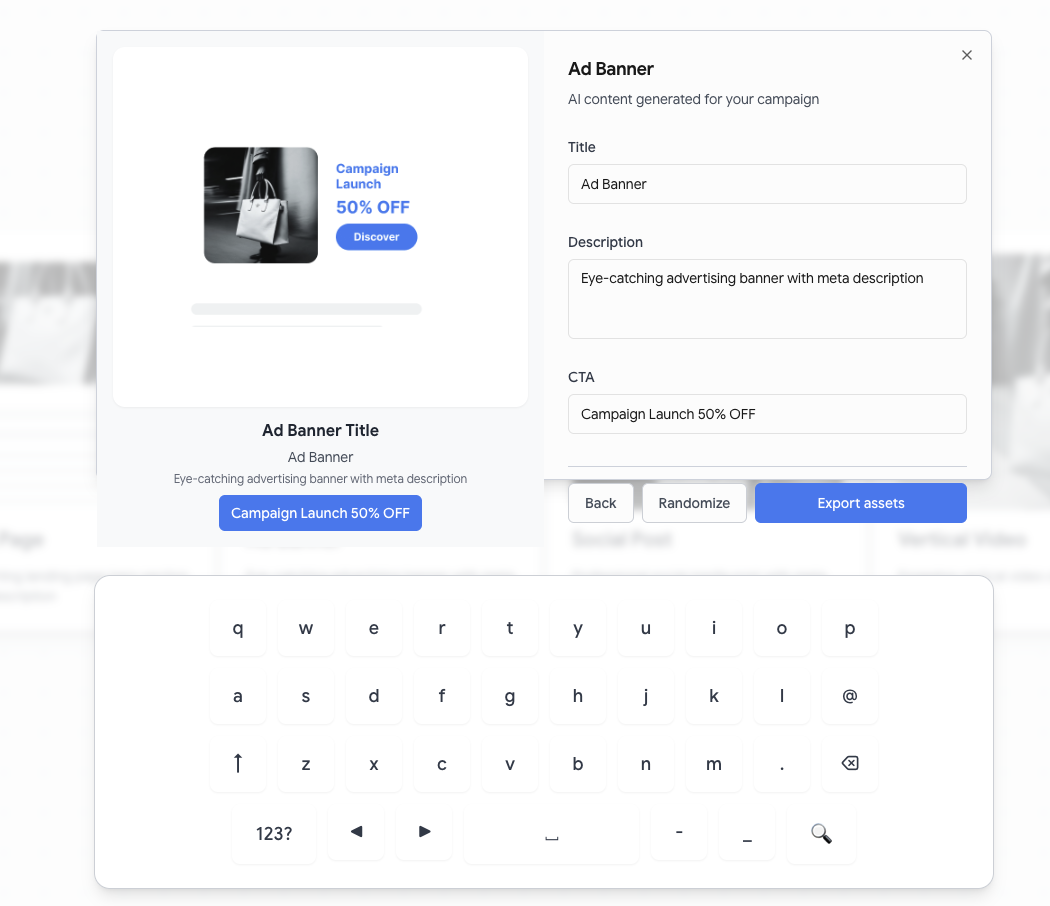 Campaign
Launch
50% OFF
Discover
Ad Banner Title
Ad Banner
Eye-catching advertising banner with meta description
Campaign Launch 50% OFF
Ad Banner
AI content generated for your campaign
Title
Ad Banner
Description
Eye-catching advertising banner with meta description
CTA
Campaign Launch 50% OFF
Back Randomize Export assets
Page Social Post Vertical Video
q w e r t y u i o p
a s d f g h j k l @
↑ z x c v b n m . ⌫
123? ◀ ▶ ⎵ - _ 🔍